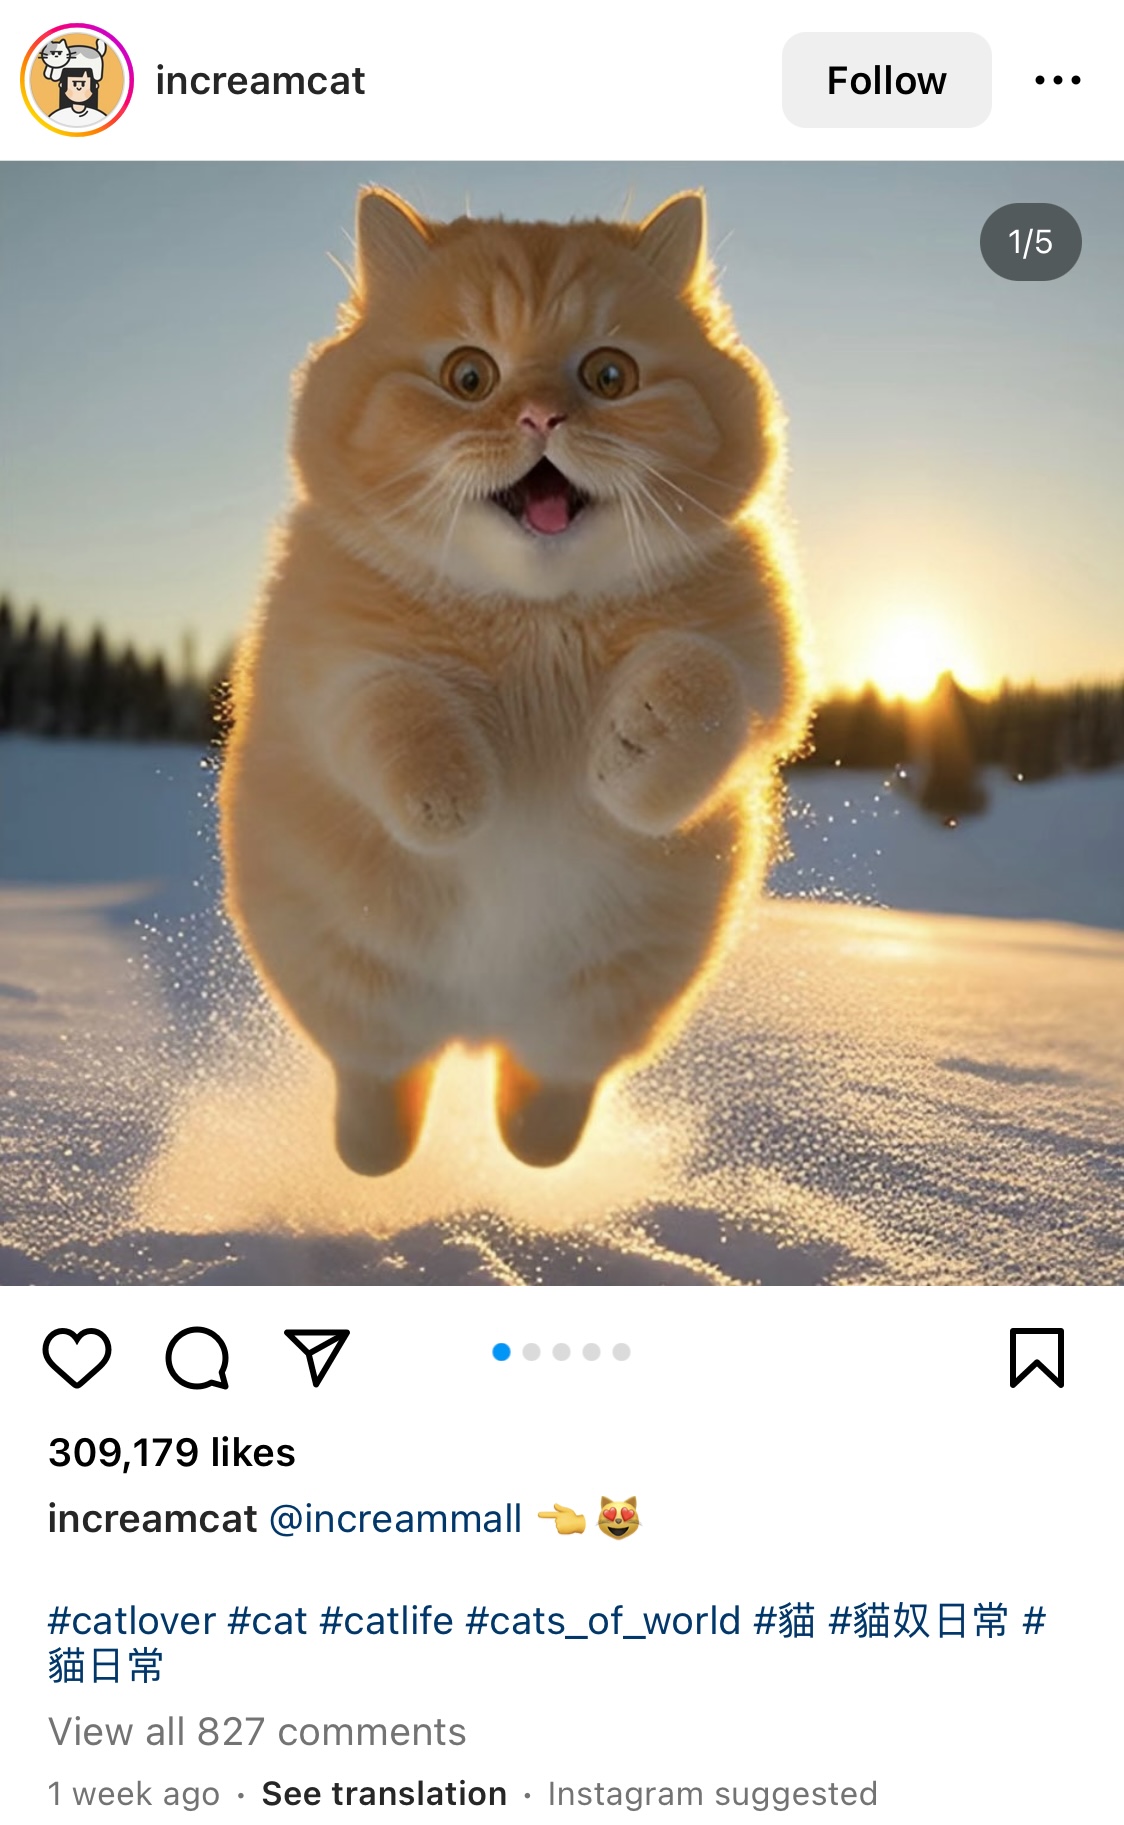 increamcat
Follow
1/5
309,179 likes
increamcat @increammall 👈😻
#catlover #cat #catlife #cats_of_world #貓 #貓奴日常 #
貓日常
View all 827 comments
1 week ago · See translation · Instagram suggested